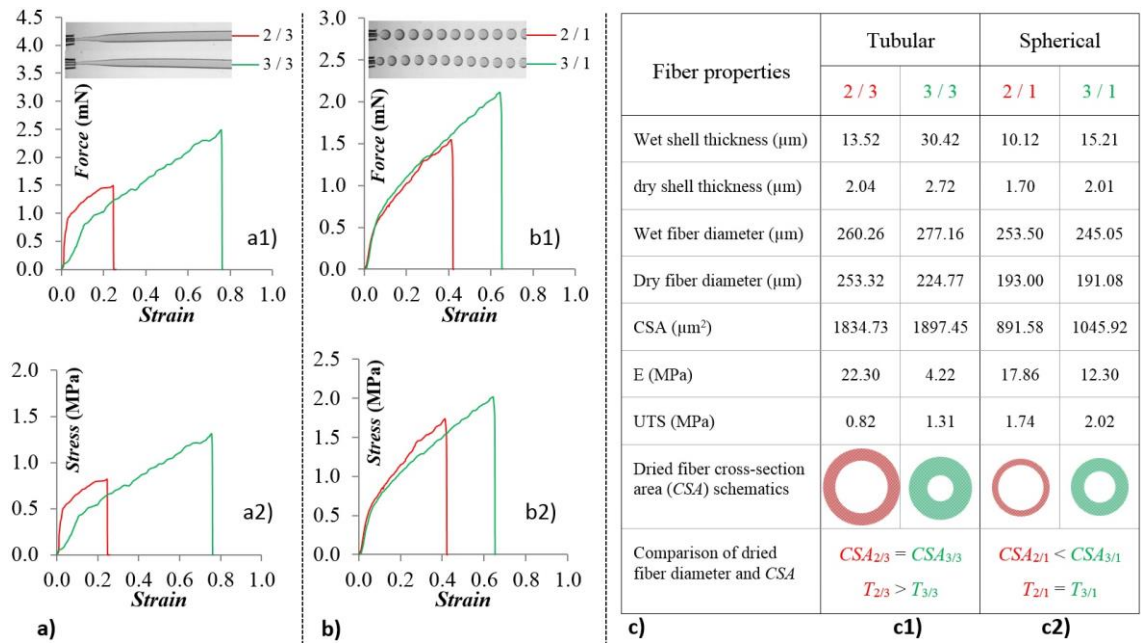 4.5
4.0
3.5
3.0
2.5
2.0
1.5
1.0
0.5
0.0
Force (mN)
2 / 3
3 / 3
a1)
0.0 0.2 0.4 0.6 0.8 1.0
Strain
2.0
1.5
1.0
0.5
0.0
Stress (MPa)
a2)
0.0 0.2 0.4 0.6 0.8 1.0
Strain
a)
3.0
2.5
2.0
1.5
1.0
0.5
0.0
Force (mN)
2 / 1
3 / 1
b1)
0.0 0.2 0.4 0.6 0.8 1.0
Strain
2.5
2.0
1.5
1.0
0.5
0.0
Stress (MPa)
b2)
0.0 0.2 0.4 0.6 0.8 1.0
Strain
b)
Fiber properties
Tubular Spherical
2 / 3 3 / 3 2 / 1 3 / 1
Wet shell thickness (µm) 13.52 30.42 10.12 15.21
dry shell thickness (µm) 2.04 2.72 1.70 2.01
Wet fiber diameter (µm) 260.26 277.16 253.50 245.05
Dry fiber diameter (µm) 253.32 224.77 193.00 191.08
CSA (µm²) 1834.73 1897.45 891.58 1045.92
E (MPa) 22.30 4.22 17.86 12.30
UTS (MPa) 0.82 1.31 1.74 2.02
Dried fiber cross-section
area (CSA) schematics
Comparison of dried
fiber diameter and CSA
CSA2/3 = CSA3/3 CSA2/1 < CSA3/1
T2/3 > T3/3 T2/1 = T3/1
c) c1) c2)